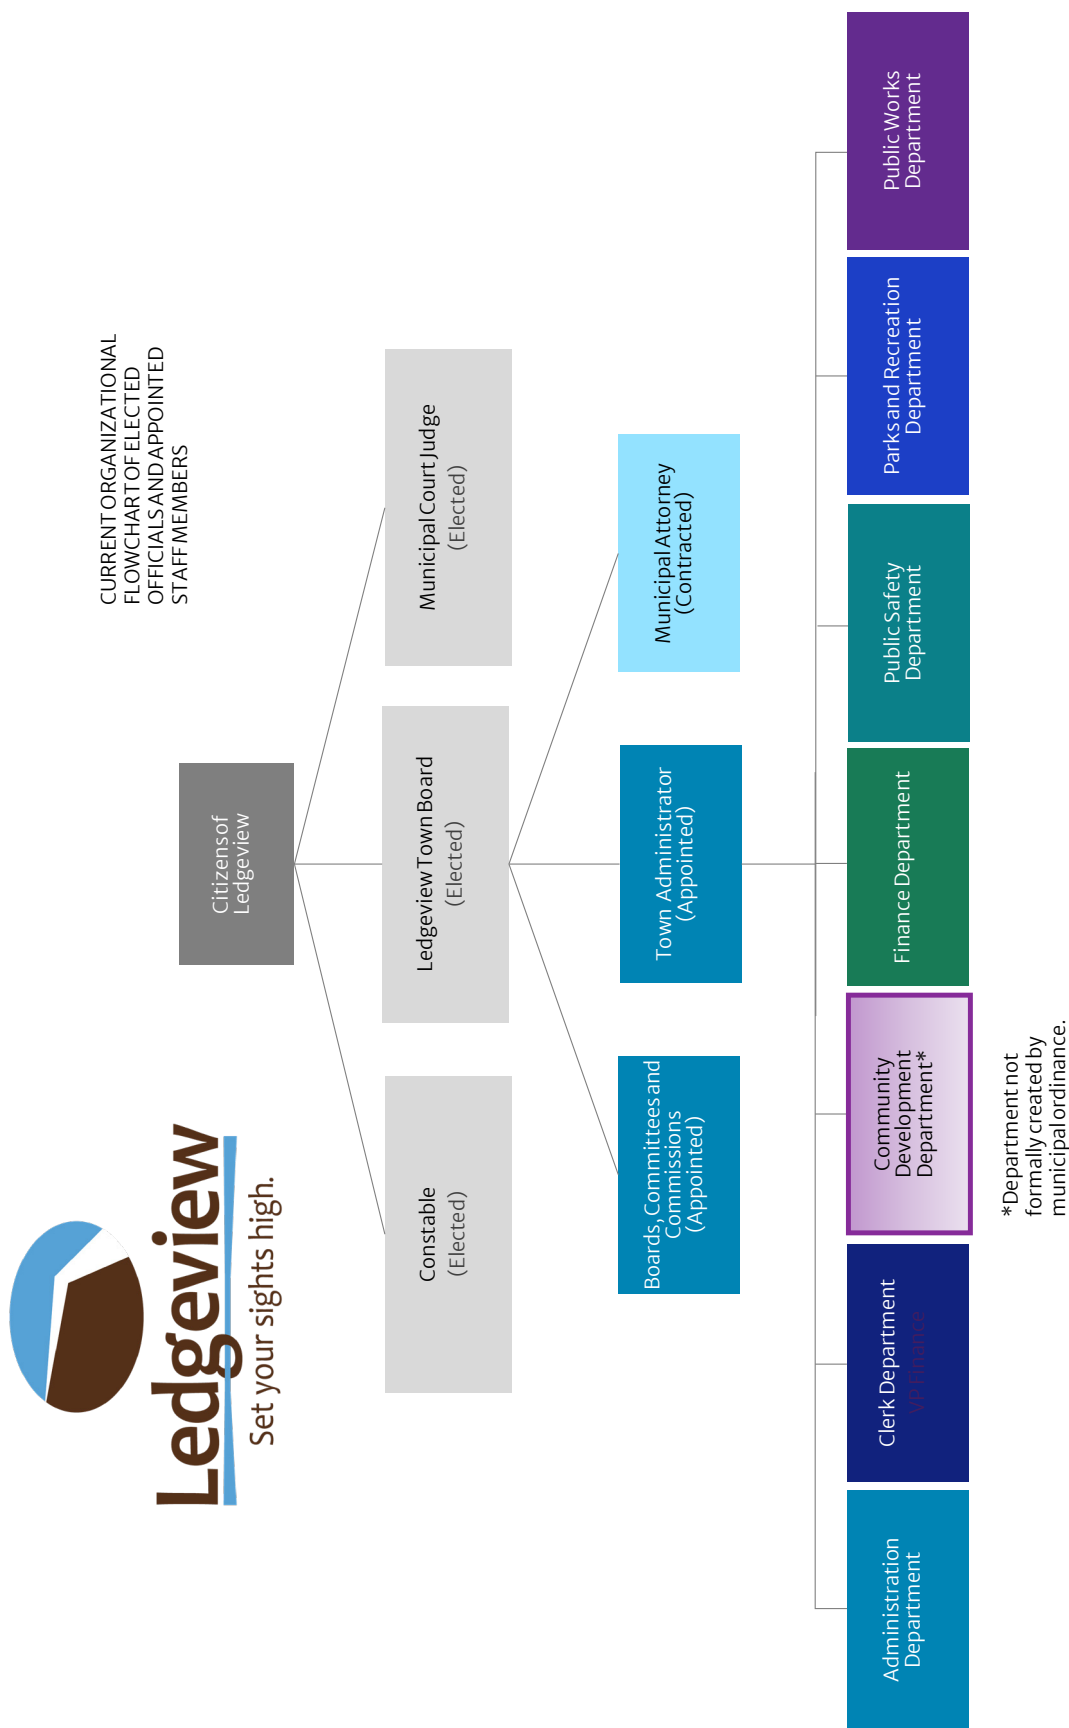 Ledgeview
Set your sights high.
CURRENT ORGANIZATIONAL
FLOWCHART OF ELECTED
OFFICIALS AND APPOINTED
STAFF MEMBERS
Citizens of
Ledgeview
Constable
(Elected)
Ledgeview Town Board
(Elected)
Municipal Court Judge
(Elected)
Boards, Committees and
Commissions
(Appointed)
Town Administrator
(Appointed)
Municipal Attorney
(Contracted)
Administration
Department
Clerk Department
VP Finance
Community
Development
Department*
Finance Department
Public Safety
Department
Parks and Recreation
Department
Public Works
Department
*Department not
formally created by
municipal ordinance.